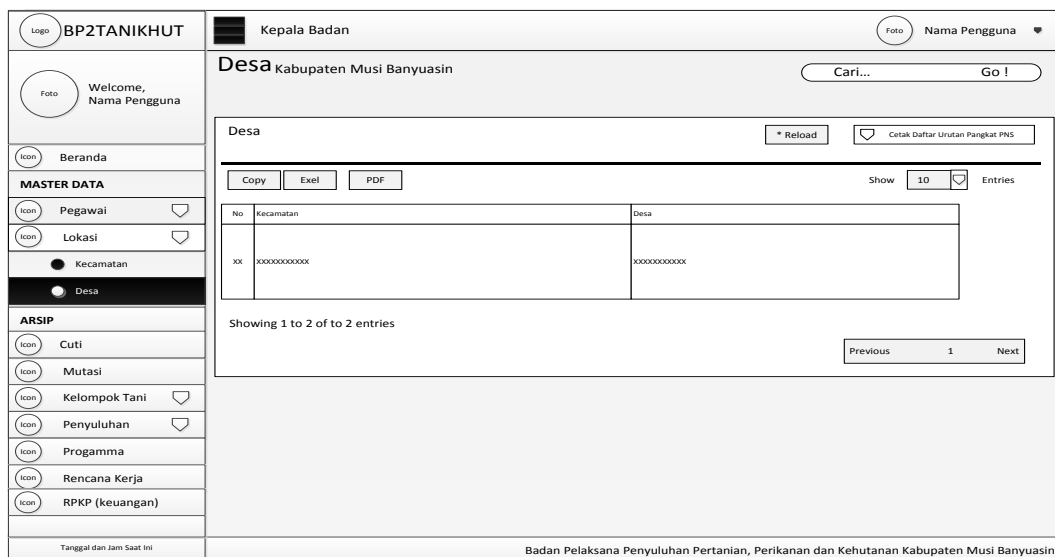 Logo BP2TANIKHUT
Kepala Badan
Foto Nama Pengguna
Foto
Welcome,
Nama Pengguna
Desa Kabupaten Musi Banyuasin
Cari... Go !
Icon Beranda
MASTER DATA
Icon Pegawai
Icon Lokasi
Kecamatan
Desa
ARSIP
Icon Cuti
Icon Mutasi
Icon Kelompok Tani
Icon Penyuluhan
Icon Progamma
Icon Rencana Kerja
Icon RPKP (keuangan)
Tanggal dan Jam Saat Ini
Desa
* Reload
Cetak Daftar Urutan Pangkat PNS
Copy Exel PDF
Show 10 Entries
No Kecamatan Desa
xx xxxxxxxxxxx xxxxxxxxxxx
Showing 1 to 2 of to 2 entries
Previous 1 Next
Badan Pelaksana Penyuluhan Pertanian, Perikanan dan Kehutanan Kabupaten Musi Banyuasin